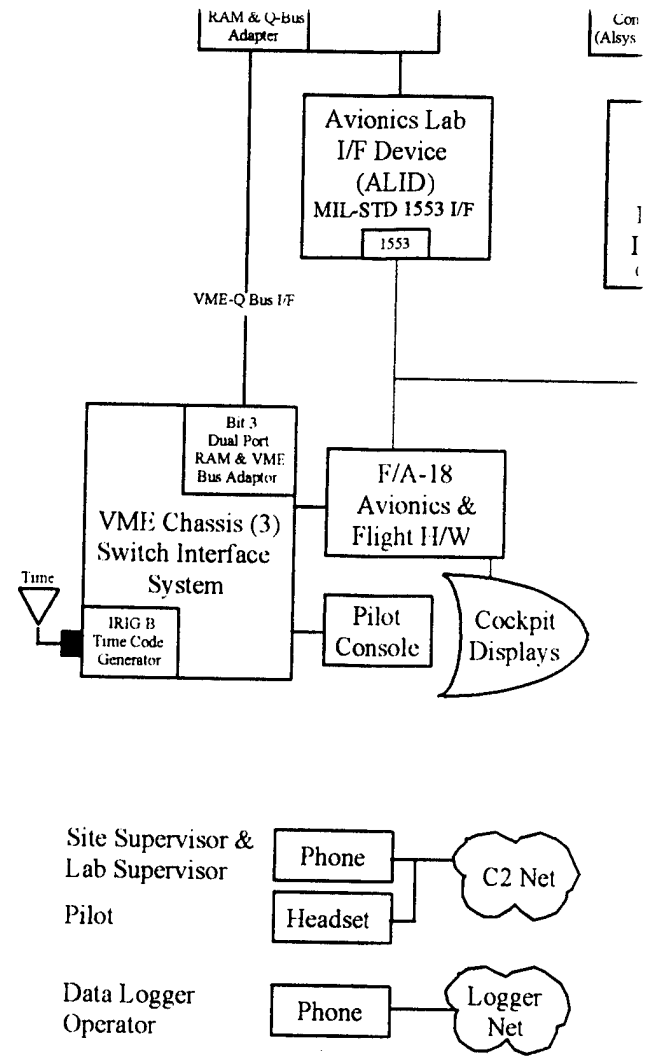 RAM & Q-Bus
Adapter
Con
(Alsys
Avionics Lab
I/F Device
(ALID)
MIL-STD 1553 I/F
1553
VME-Q Bus I/F
Bit 3
Dual Port
RAM & VME
Bus Adaptor
F/A-18
Avionics &
Flight H/W
VME Chassis (3)
Switch Interface
System
Time
IRIG B
Time Code
Generator
Pilot
Console
Cockpit
Displays
Site Supervisor &
Lab Supervisor
Phone
C2 Net
Pilot
Headset
Data Logger
Operator
Phone
Logger
Net